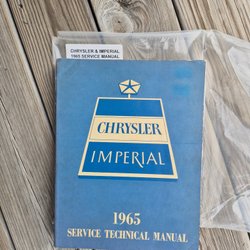 CHRYSLER & IMPERIAL
1965 SERVICE MANUAL
CHRYSLER
IMPERIAL
1965
SERVICE TECHNICAL MANUAL